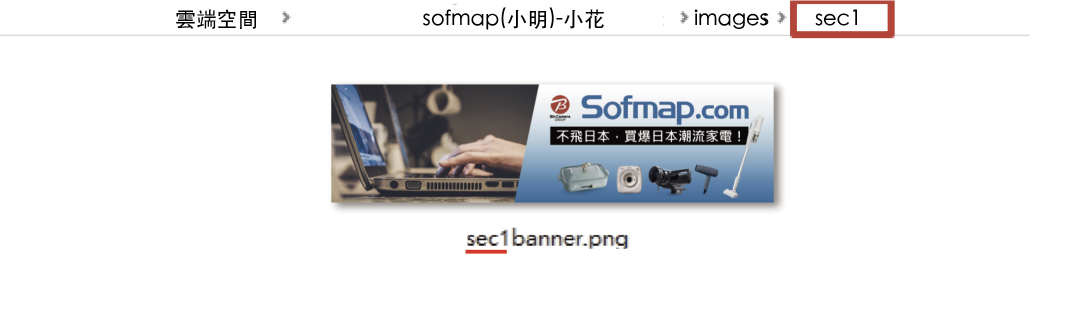 雲端空間 > sofmap(小明)-小花 > images > sec1
Sofmap.com
BicCamera
GROUP
不飛日本・買爆日本潮流家電！
sec1banner.png